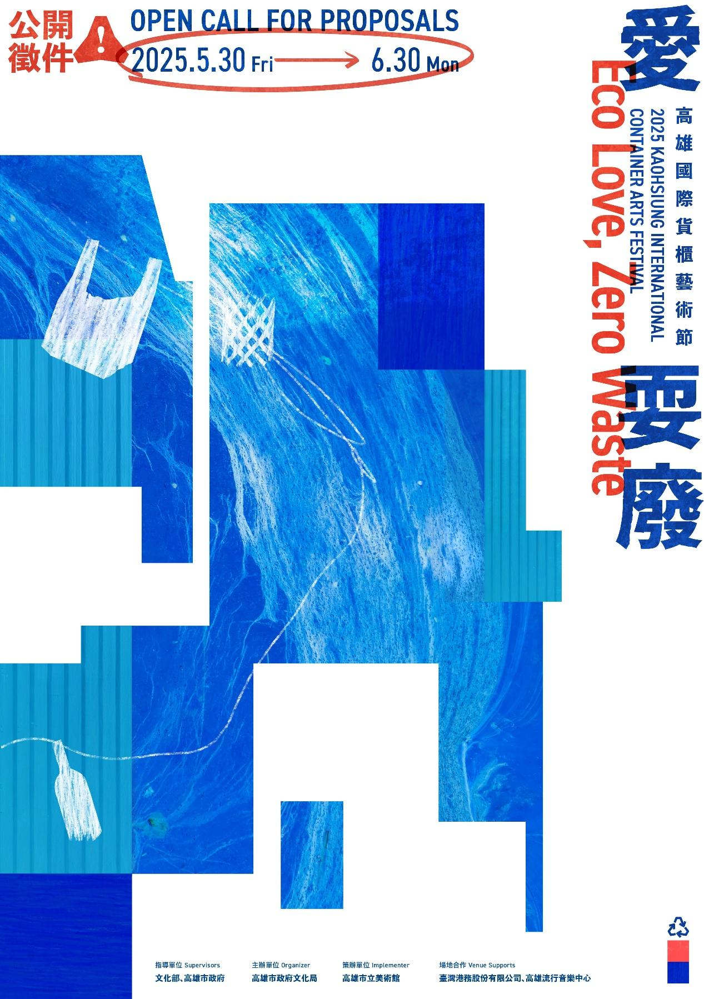 公開
徵件
!
OPEN CALL FOR PROPOSALS
2025.5.30 Fri → 6.30 Mon
愛耍廢
高雄國際貨櫃藝術節
2025 KAOHSIUNG INTERNATIONAL
CONTAINER ARTS FESTIVAL
Eco Love, Zero Waste
指導單位 Supervisors
文化部、高雄市政府
主辦單位 Organizer
高雄市政府文化局
策辦單位 Implementer
高雄市立美術館
場地合作 Venue Supports
臺灣港務股份有限公司、高雄流行音樂中心